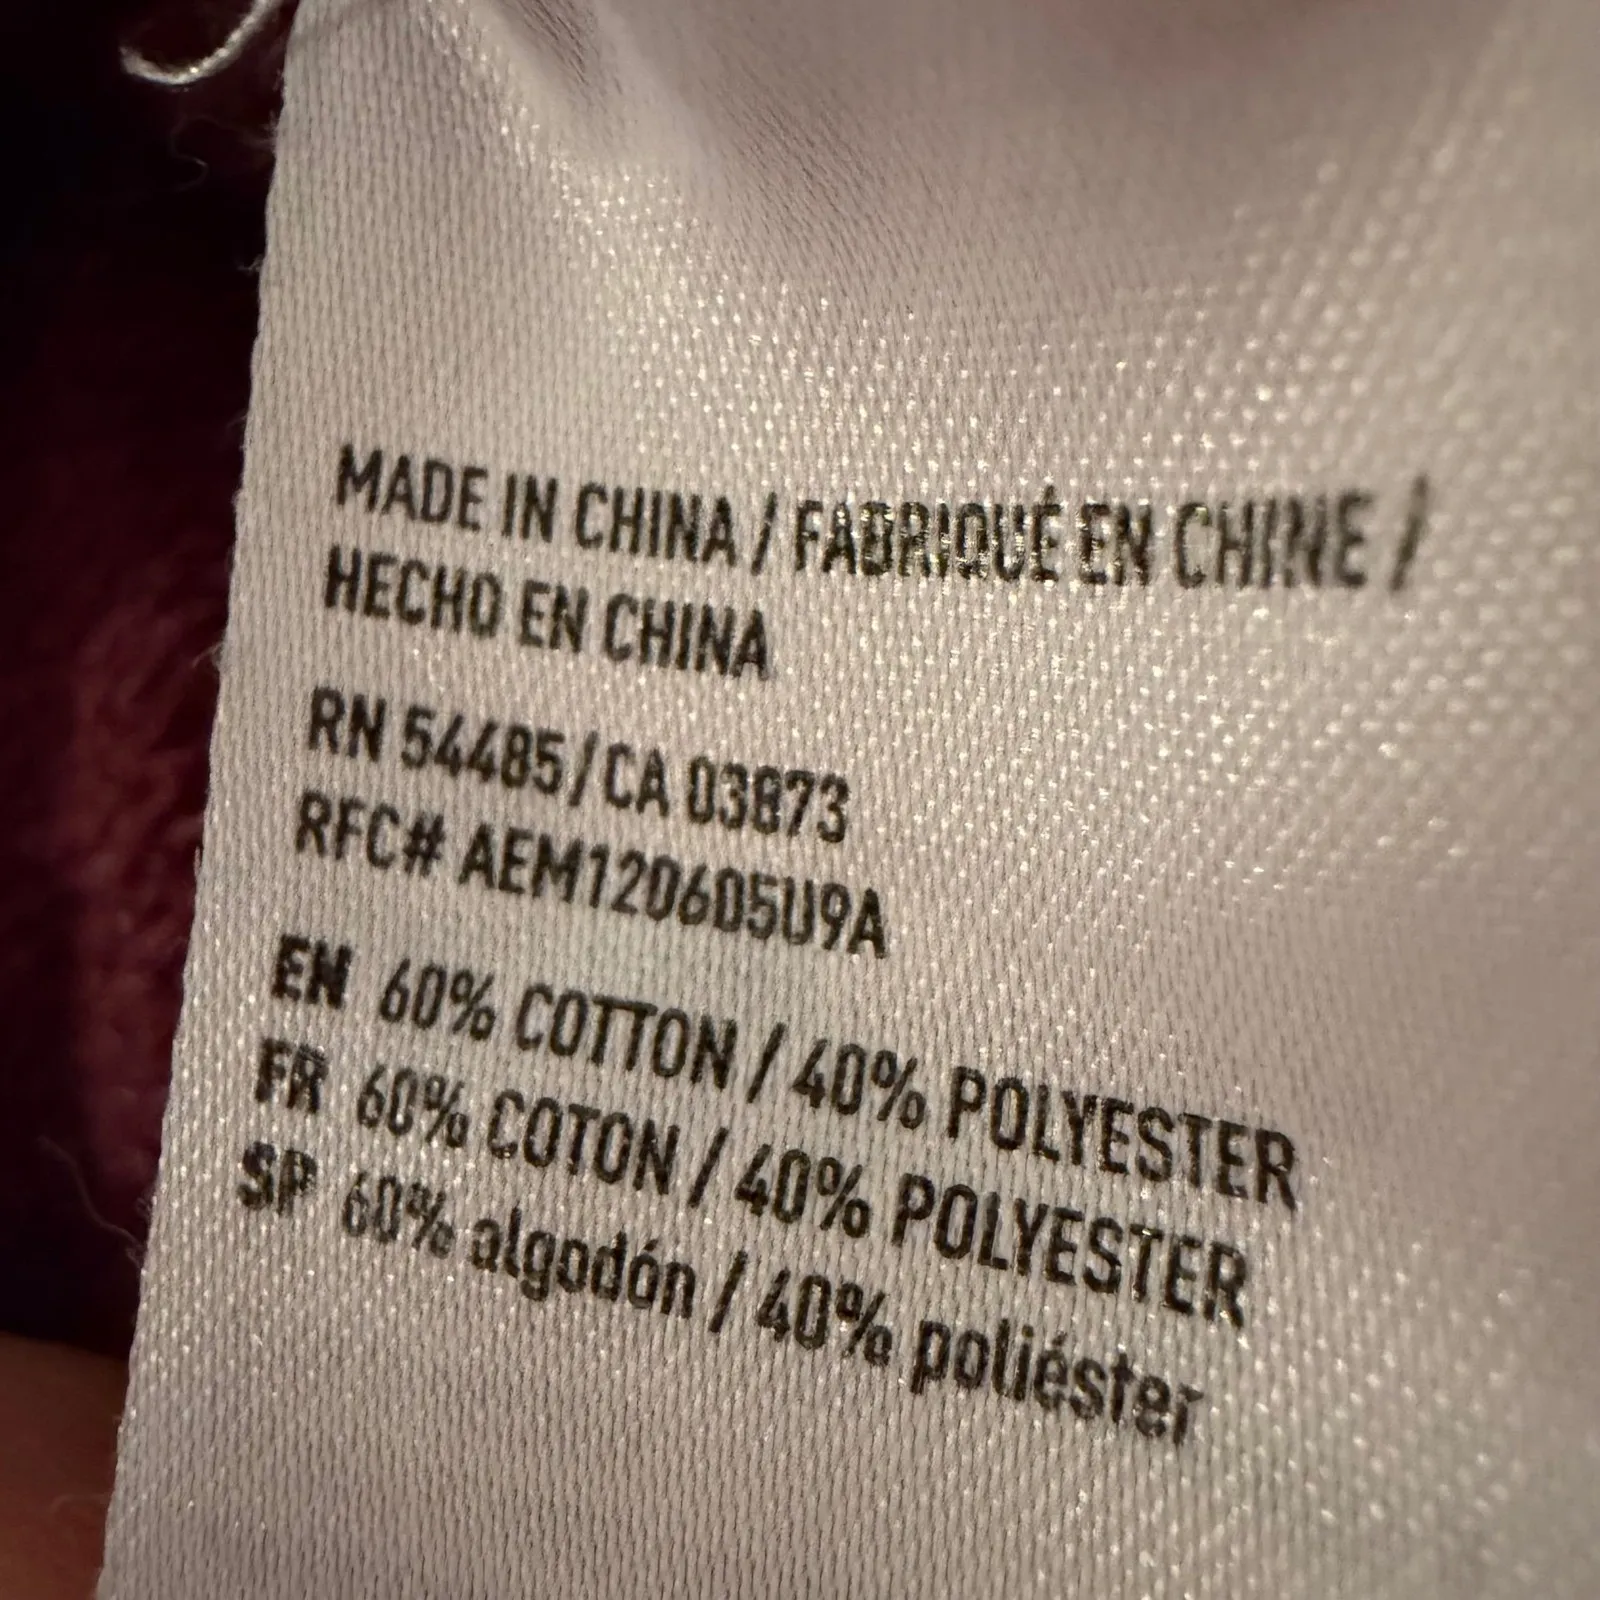 MADE IN CHINA / FABRIQUÉ EN CHINE /
HECHO EN CHINA
RN 54485/CA 03873
RFC# AEM120605U9A
EN 60% COTTON / 40% POLYESTER
FR 60% COTON / 40% POLYESTER
SP 60% algodón / 40% poliéster